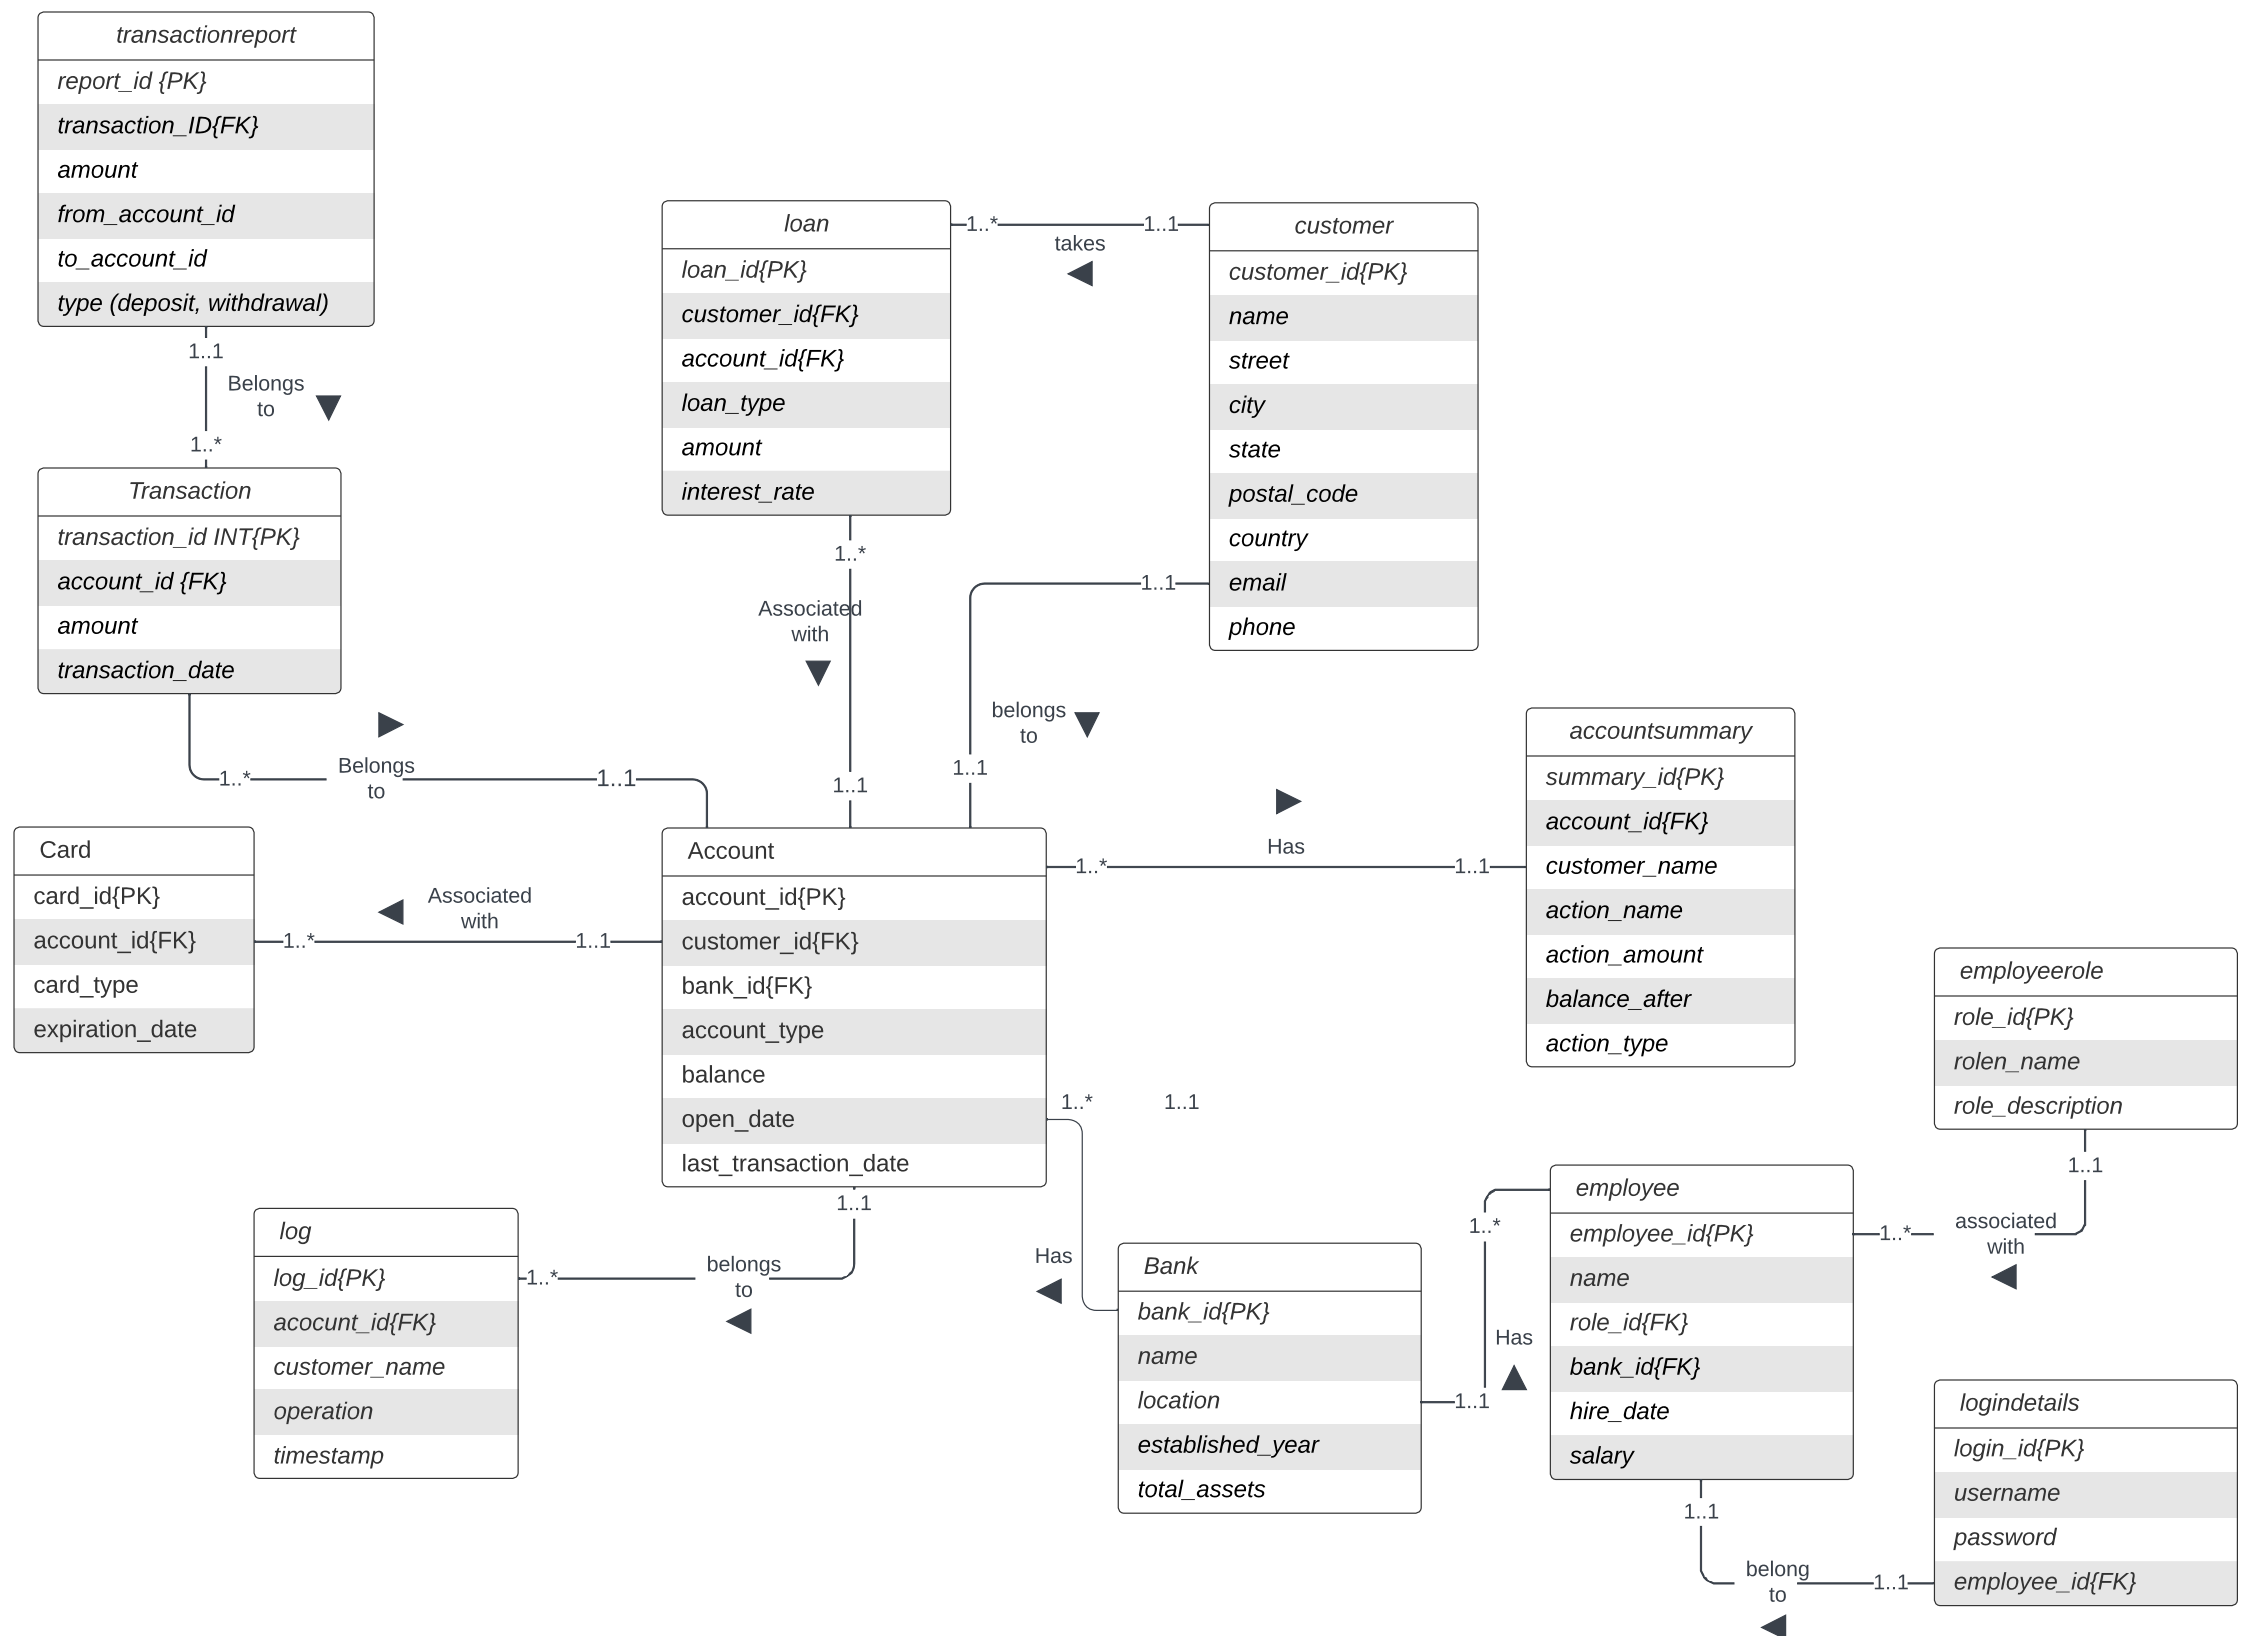 transactionreport
report_id {PK}
transaction_ID{FK}
amount
from_account_id
to_account_id
type (deposit, withdrawal)
1..1
Belongs
to
1..*
Transaction
transaction_id INT{PK}
account_id {FK}
amount
transaction_date
1..*
Belongs
to
1..1
loan
loan_id{PK}
customer_id{FK}
account_id{FK}
loan_type
amount
interest_rate
1..*
takes
1..1
customer
customer_id{PK}
name
street
city
state
postal_code
country
email
phone
1..*
Associated
with
1..1
1..1
belongs
to
1..1
Card
card_id{PK}
account_id{FK}
card_type
expiration_date
1..*
Associated
with
1..1
Account
account_id{PK}
customer_id{FK}
bank_id{FK}
account_type
balance
open_date
last_transaction_date
1..*
Has
1..1
accountsummary
summary_id{PK}
account_id{FK}
customer_name
action_name
action_amount
balance_after
action_type
1..*
1..1
Has
1..1
belongs
to
1..*
log
log_id{PK}
acocunt_id{FK}
customer_name
operation
timestamp
Bank
bank_id{PK}
name
location
established_year
total_assets
1..*
Has
1..1
employee
employee_id{PK}
name
role_id{FK}
bank_id{FK}
hire_date
salary
employeerole
role_id{PK}
rolen_name
role_description
1..1
1..*
associated
with
1..1
belong
to
1..1
logindetails
login_id{PK}
username
password
employee_id{FK}